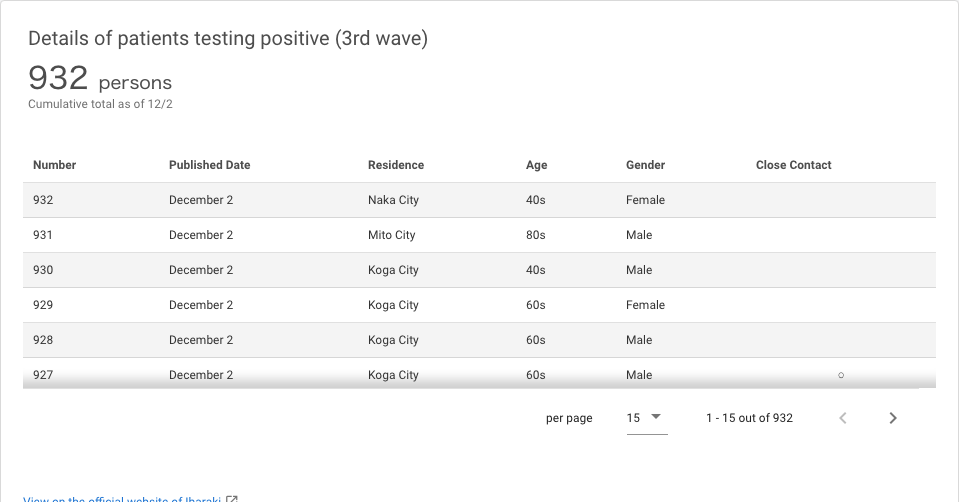 Details of patients testing positive (3rd wave)
932 persons
Cumulative total as of 12/2
Number Published Date Residence Age Gender Close Contact
932 December 2 Naka City 40s Female
931 December 2 Mito City 80s Male
930 December 2 Koga City 40s Male
929 December 2 Koga City 60s Female
928 December 2 Koga City 60s Male
927 December 2 Koga City 60s Male ○
per page 15 1 - 15 out of 932
View on the official website of Ibaraki